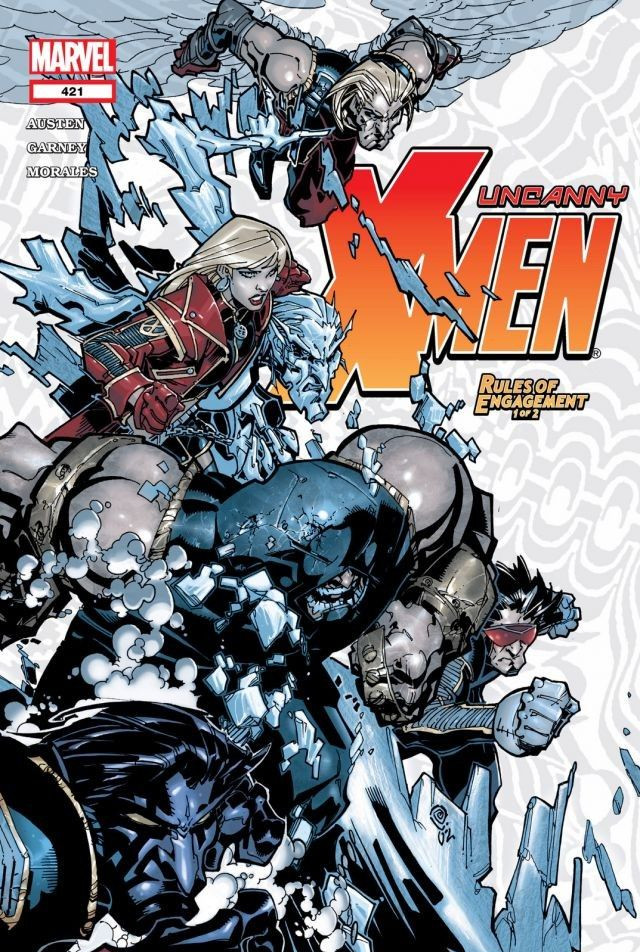 MARVEL
421
AUSTEN
GARNEY
MORALES
UNCANNY
X-MEN
®
RULES OF
ENGAGEMENT
1 OF 2